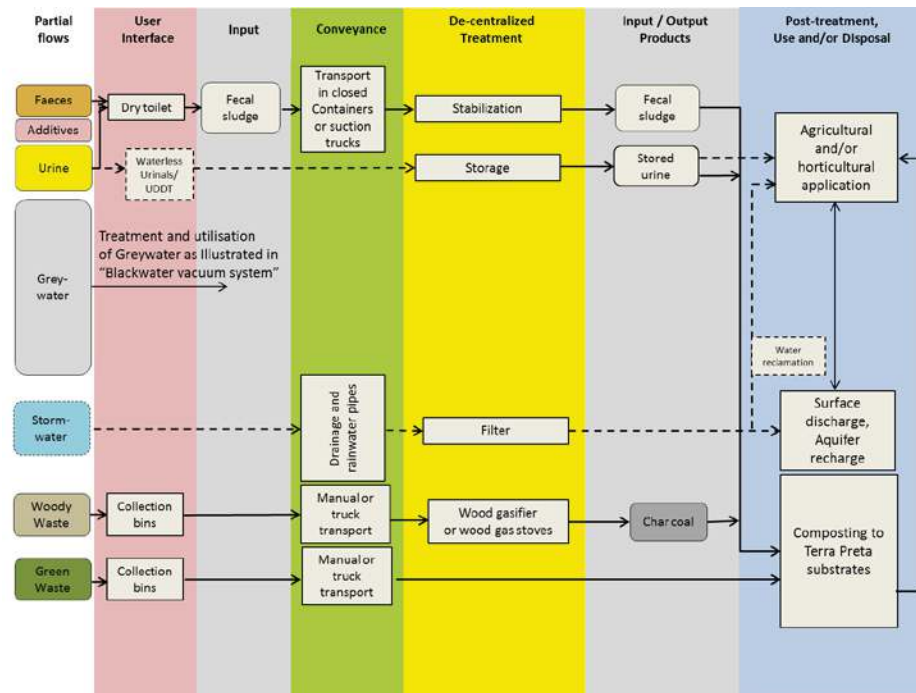 Partial
flows
User
Interface
Input
Conveyance
De-centralized
Treatment
Input / Output
Products
Post-treatment,
Use and/or Disposal
Faeces
Additives
Urine
Dry toilet
Fecal
sludge
Transport
in closed
Containers
or suction
trucks
Stabilization
Fecal
sludge
Agricultural
and/or
horticultural
application
Waterless
Urinals/
UDDT
Storage
Stored
urine
Grey-
water
Treatment and utilisation
of Greywater as Illustrated in
“Blackwater vacuum system”
Water
reclamation
Storm-
water
Drainage and
rainwater pipes
Filter
Surface
discharge,
Aquifer
recharge
Woody
Waste
Collection
bins
Manual or
truck
transport
Wood gasifier
or wood gas stoves
Charcoal
Composting to
Terra Preta
substrates
Green
Waste
Collection
bins
Manual or
truck
transport